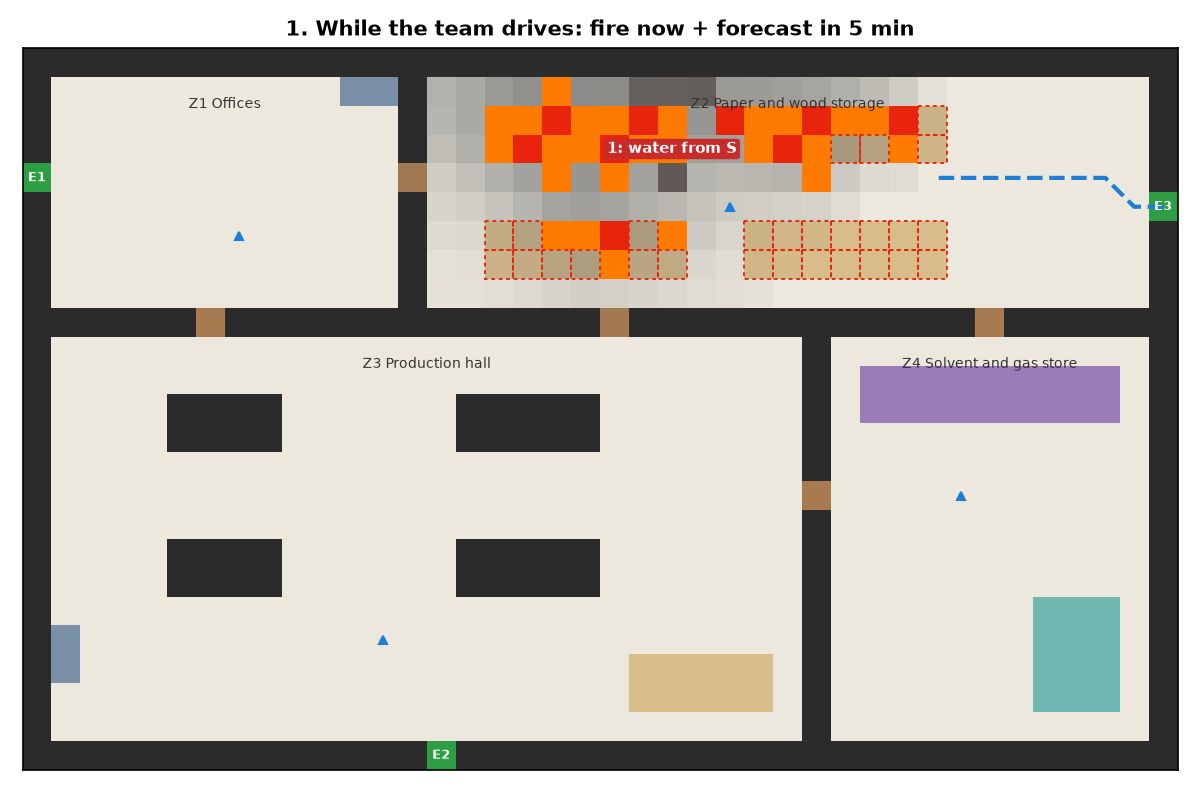 1. While the team drives: fire now + forecast in 5 min
Z1 Offices
Z2 Paper and wood storage
1: water from S
E1
E3
Z3 Production hall
Z4 Solvent and gas store
E2